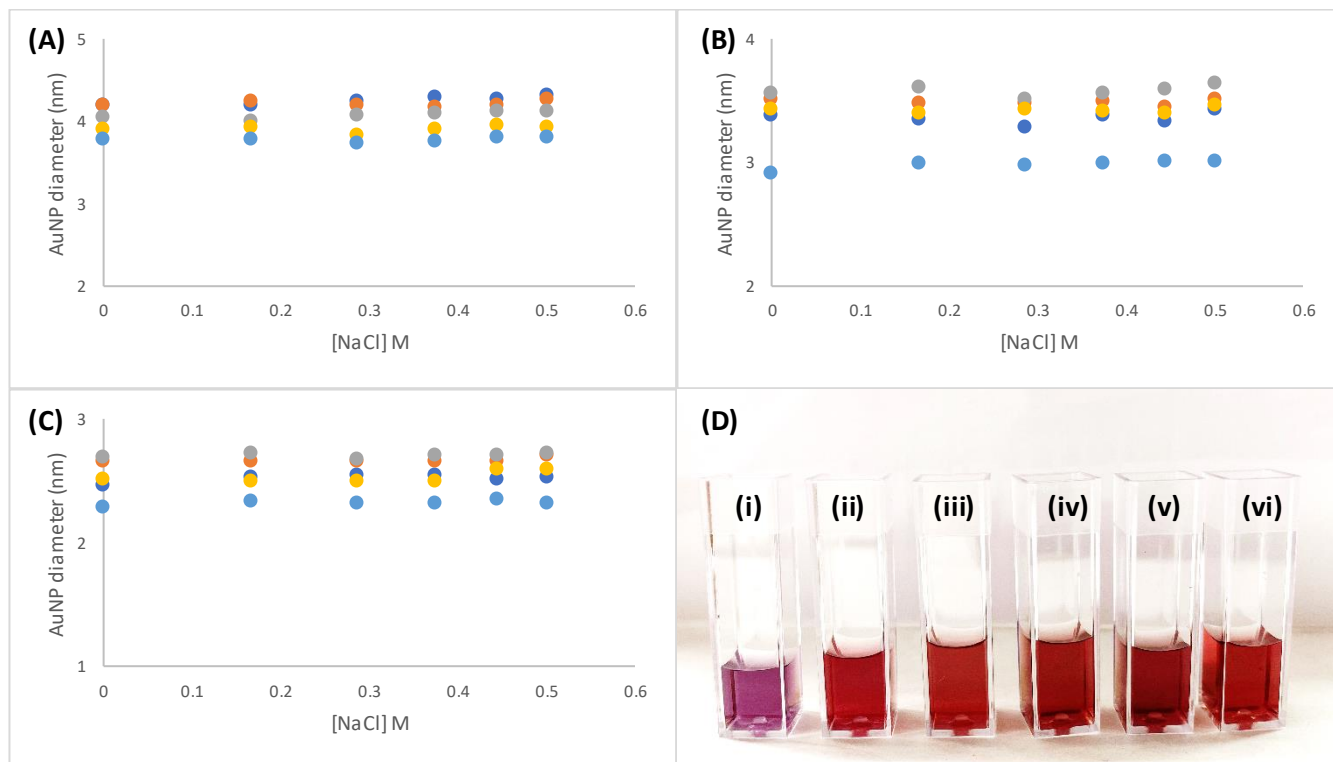 (A)
AuNP diameter (nm)
5
4
3
2
0 0.1 0.2 0.3 0.4 0.5 0.6
[NaCl] M
(B)
AuNP diameter (nm)
4
3
2
0 0.1 0.2 0.3 0.4 0.5 0.6
[NaCl] M
(C)
AuNP diameter (nm)
3
2
1
0 0.1 0.2 0.3 0.4 0.5 0.6
[NaCl] M
(D)
(i) (ii) (iii) (iv) (v) (vi)